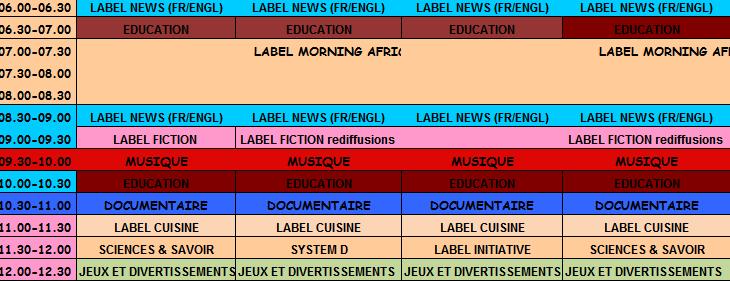 06.00-06.30 LABEL NEWS (FR/ENGL) LABEL NEWS (FR/ENGL) LABEL NEWS (FR/ENGL) LABEL NEWS (FR/ENGL)
06.30-07.00 EDUCATION EDUCATION EDUCATION EDUCATION
07.00-07.30 LABEL MORNING AFRI LABEL MORNING AF
07.30-08.00
08.00-08.30
08.30-09.00 LABEL NEWS (FR/ENGL) LABEL NEWS (FR/ENGL) LABEL NEWS (FR/ENGL) LABEL NEWS (FR/ENGL)
09.00-09.30 LABEL FICTION LABEL FICTION rediffusions LABEL FICTION rediffusions
09.30-10.00 MUSIQUE MUSIQUE MUSIQUE MUSIQUE
10.00-10.30 EDUCATION EDUCATION EDUCATION EDUCATION
10.30-11.00 DOCUMENTAIRE DOCUMENTAIRE DOCUMENTAIRE DOCUMENTAIRE
11.00-11.30 LABEL CUISINE LABEL CUISINE LABEL CUISINE LABEL CUISINE
11.30-12.00 SCIENCES & SAVOIR SYSTEM D LABEL INITIATIVE SCIENCES & SAVOIR
12.00-12.30 JEUX ET DIVERTISSEMENTS JEUX ET DIVERTISSEMENTS JEUX ET DIVERTISSEMENTS JEUX ET DIVERTISSEMENTS